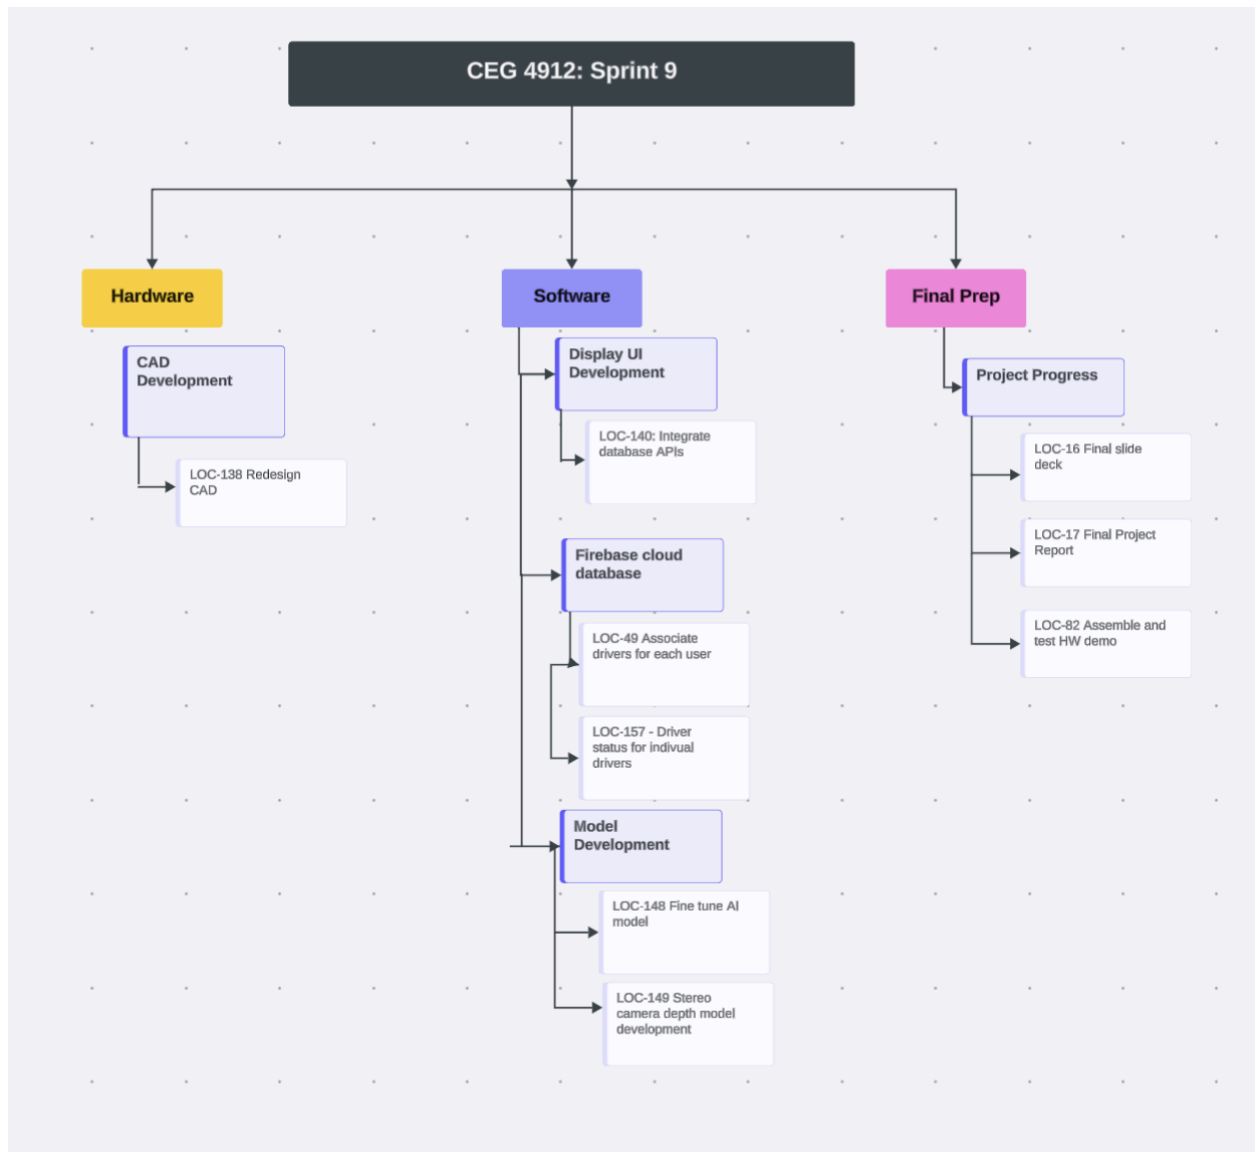 CEG 4912: Sprint 9
Hardware
CAD
Development
LOC-138 Redesign
CAD
Software
Display UI
Development
LOC-140: Integrate
database APIs
Firebase cloud
database
LOC-49 Associate
drivers for each user
LOC-157 - Driver
status for indivual
drivers
Model
Development
LOC-148 Fine tune AI
model
LOC-149 Stereo
camera depth model
development
Final Prep
Project Progress
LOC-16 Final slide
deck
LOC-17 Final Project
Report
LOC-82 Assemble and
test HW demo